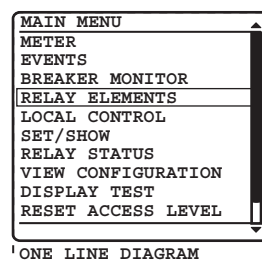 MAIN MENU
METER
EVENTS
BREAKER MONITOR
RELAY ELEMENTS
LOCAL CONTROL
SET/SHOW
RELAY STATUS
VIEW CONFIGURATION
DISPLAY TEST
RESET ACCESS LEVEL
ONE LINE DIAGRAM